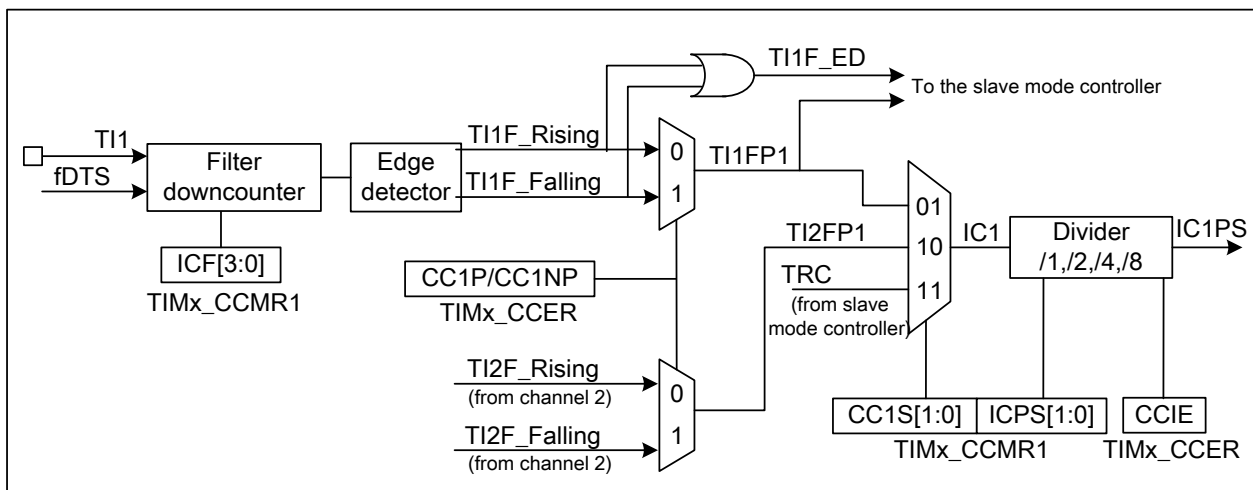 TI1F_ED
To the slave mode controller
TI1
fDTS
Filter
downcounter
Edge
detector
TI1F_Rising
TI1F_Falling
0
1
TI1FP1
ICF[3:0]
TIMx_CCMR1
CC1P/CC1NP
TIMx_CCER
TI2FP1
TRC
(from slave
mode controller)
01
10
11
IC1
Divider
/1,/2,/4,/8
IC1PS
TI2F_Rising
(from channel 2)
TI2F_Falling
(from channel 2)
0
1
CC1S[1:0]
ICPS[1:0]
TIMx_CCMR1
CCIE
TIMx_CCER